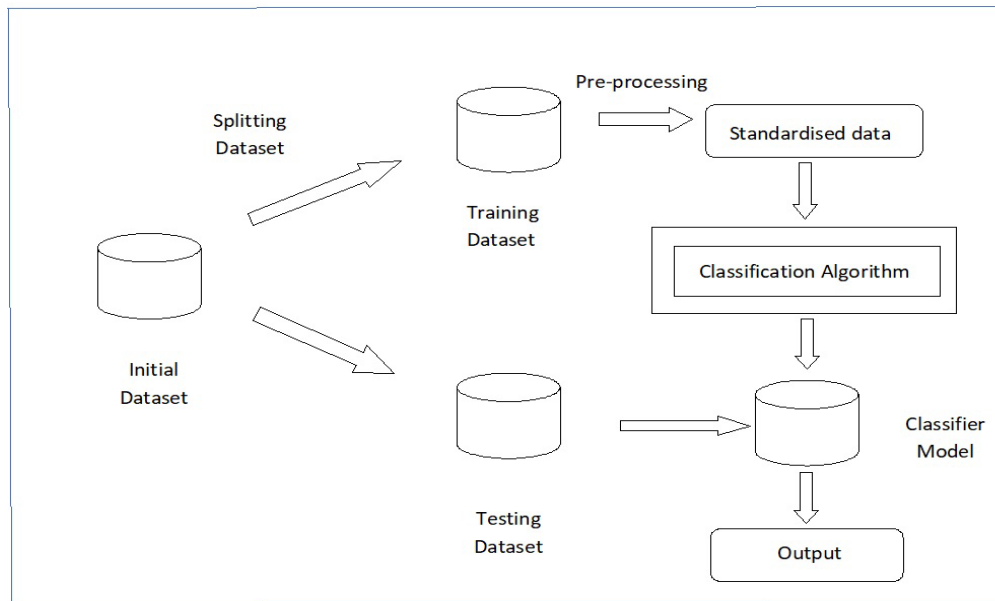 Pre-processing
Splitting
Dataset
Standardised data
Training
Dataset
Classification Algorithm
Initial
Dataset
Classifier
Model
Testing
Dataset
Output